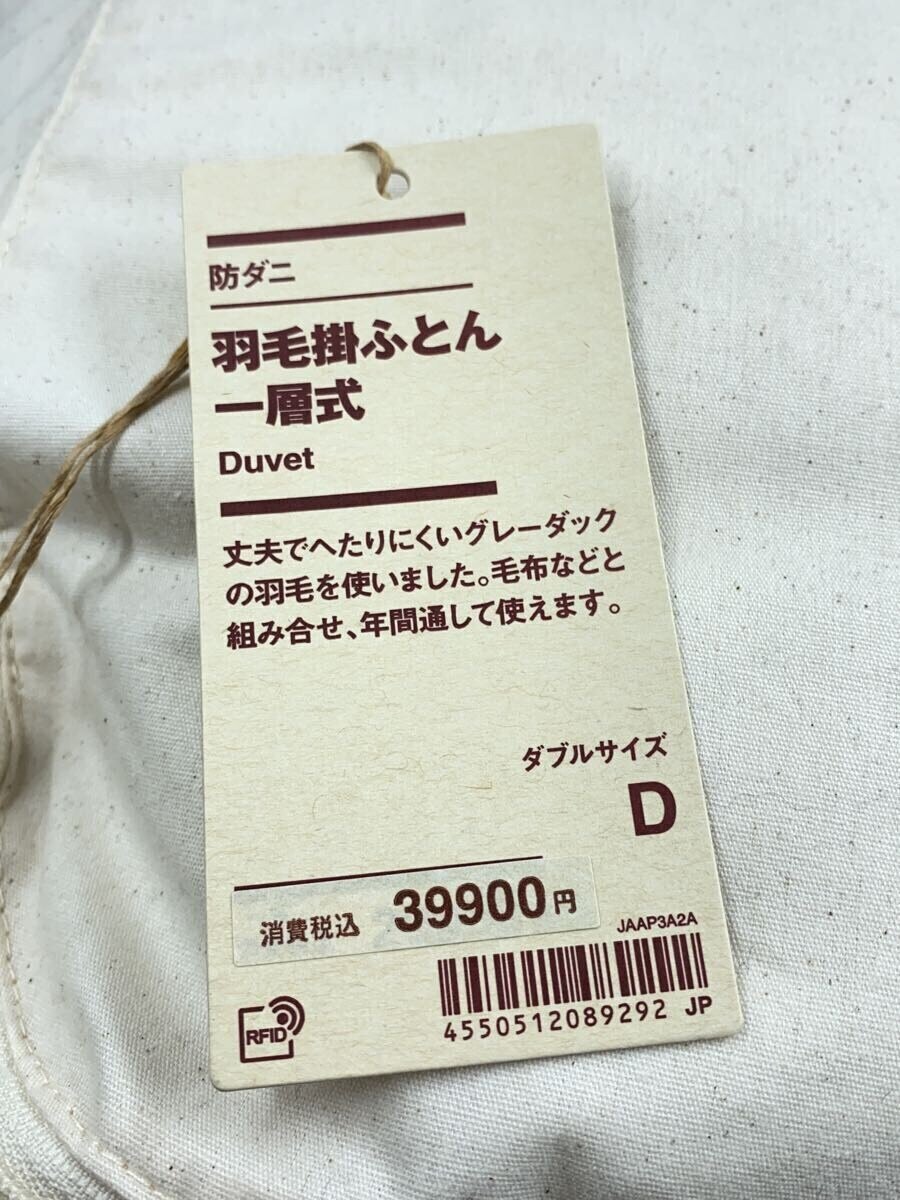 防ダニ
羽毛掛ふとん
一層式
Duvet
丈夫でへたりにくいグレーダック
の羽毛を使いました。毛布などと
組み合せ、年間通して使えます。
ダブルサイズ
D
消費税込 39900円
JAAP3A2A
4550512089292 JP
RFID